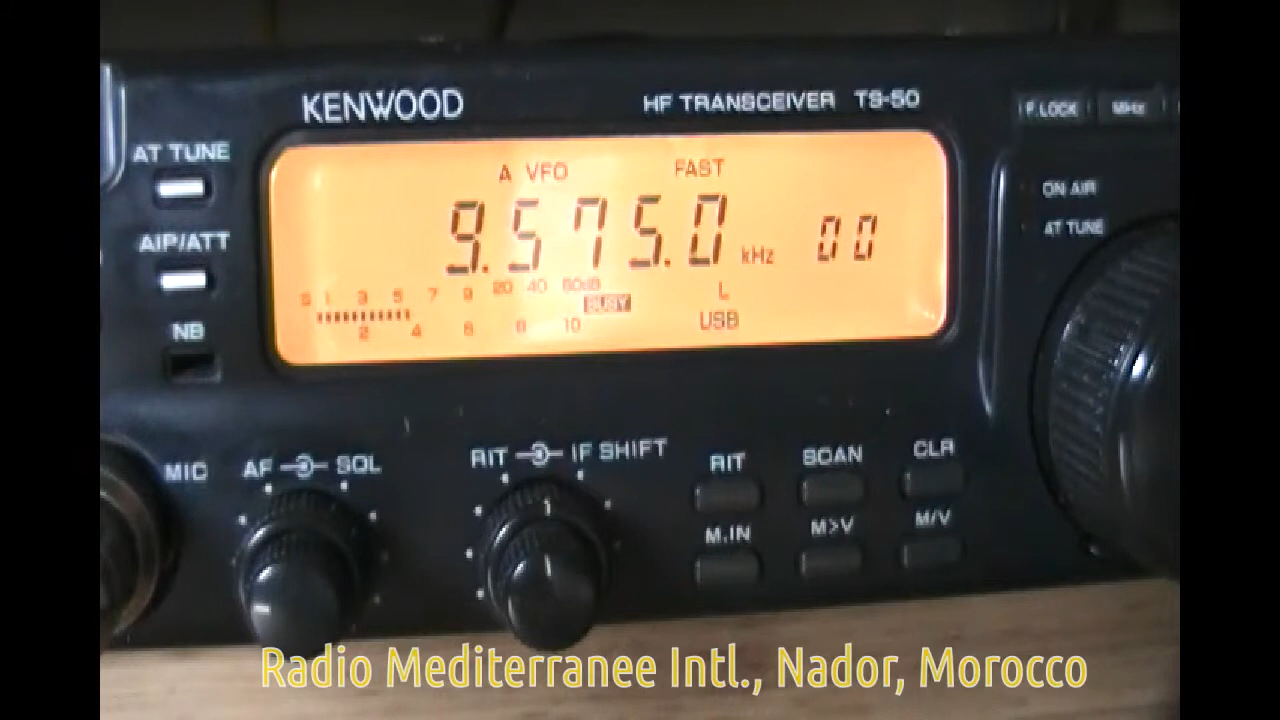 KENWOOD HF TRANSCEIVER TS-50
F.LOCK MHz
AT TUNE
A VFO FAST
ON AIR
9.575.0 kHz 00
AT TUNE
AIP/ATT
S 1 3 5 7 9 20 40 60dB
BUSY L
2 4 6 8 10 USB
NB
MIC AF SQL RIT IF SHIFT RIT SCAN CLR
1
M.IN M>V M/V
Radio Mediterranee Intl., Nador, Morocco